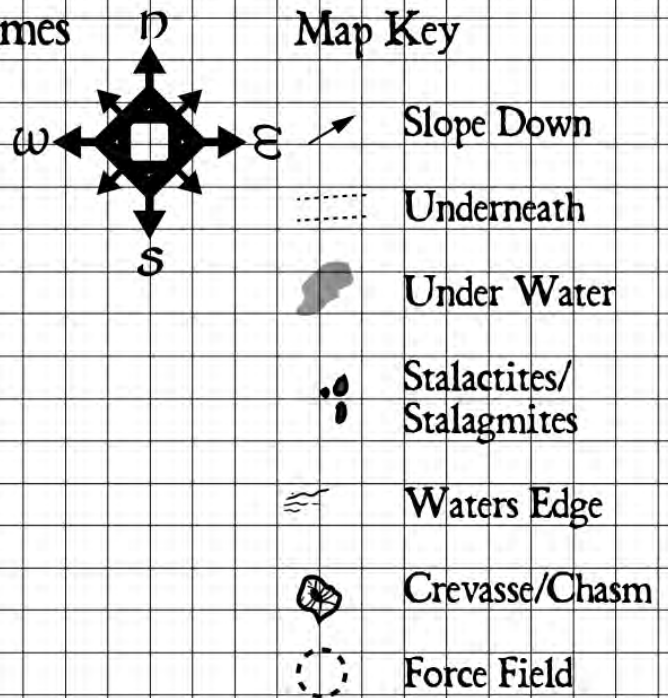 mes
Map Key
n
w
E
s
Slope Down
Underneath
Under Water
Stalactites/
Stalagmites
Waters Edge
Crevasse/Chasm
Force Field